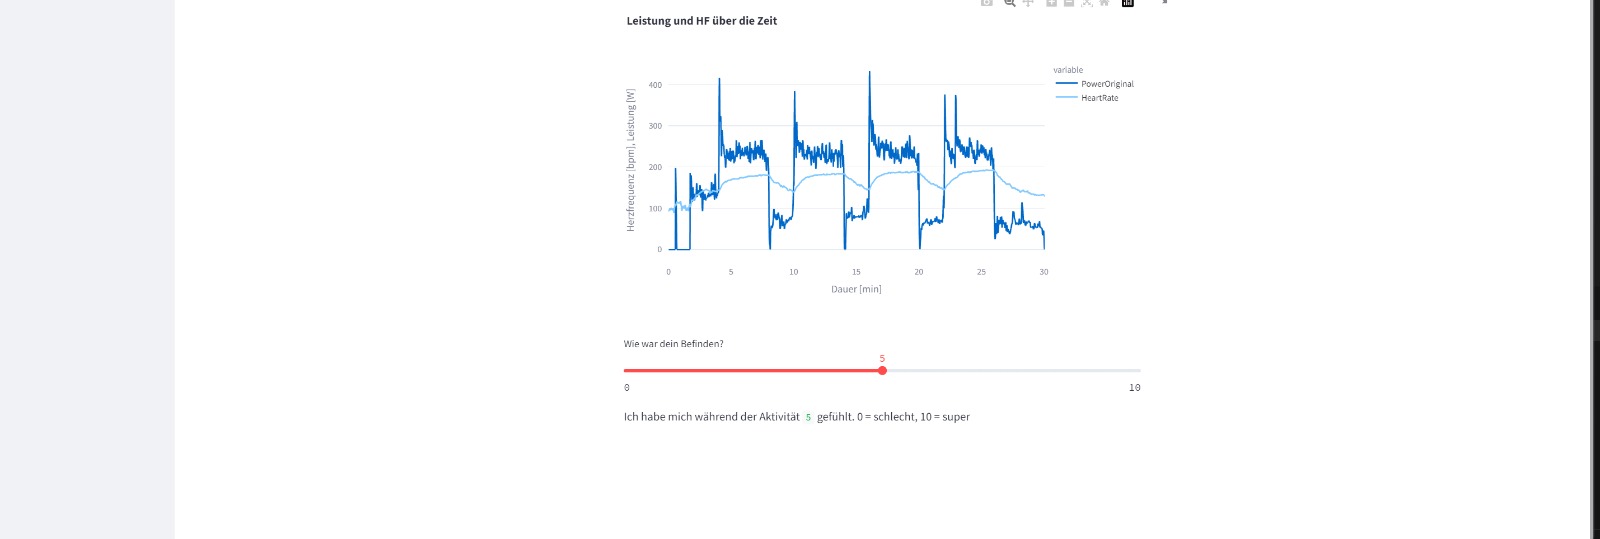 Leistung und HF über die Zeit
variable
PowerOriginal
HeartRate
Herzfrequenz [bpm], Leistung [W]
400
300
200
100
0
0 5 10 15 20 25 30
Dauer [min]
Wie war dein Befinden?
5
0 10
Ich habe mich während der Aktivität 5 gefühlt. 0 = schlecht, 10 = super